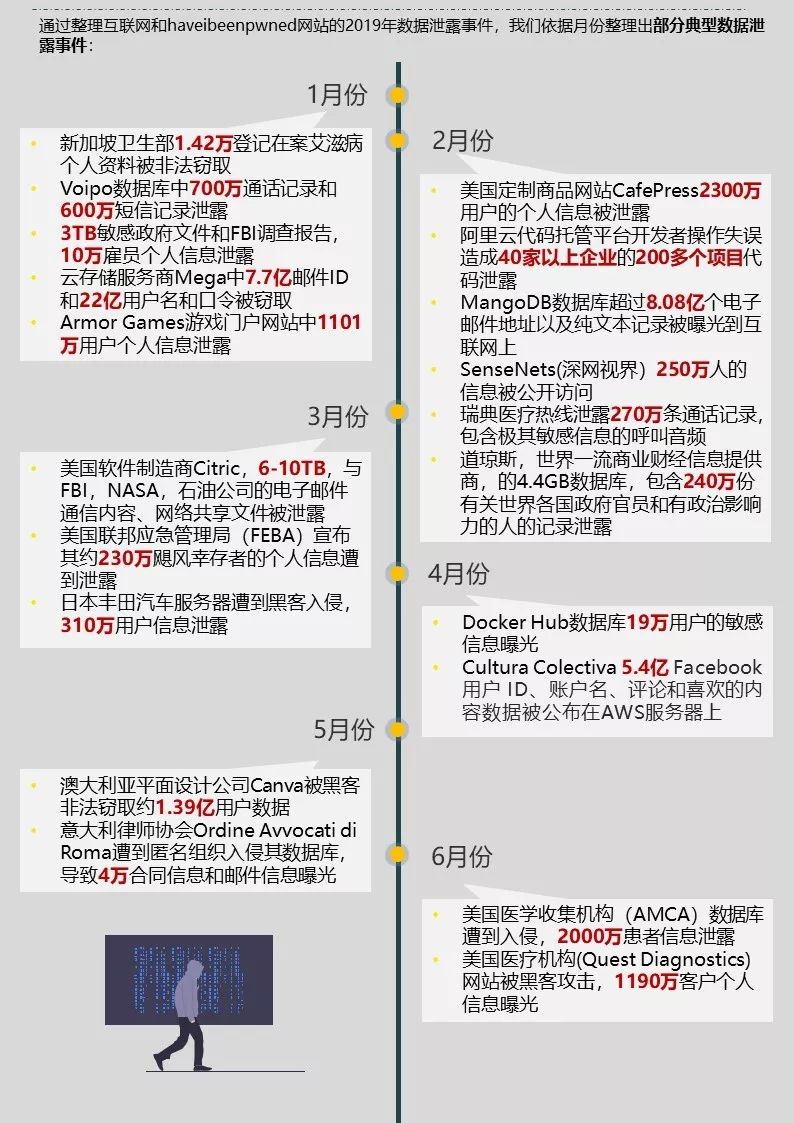 通过整理互联网和haveibeenpwned网站的2019年数据泄露事件，我们依据月份整理出部分典型数据泄
露事件：
1月份
新加坡卫生部1.42万登记在案艾滋病
个人资料被非法窃取
Voipo数据库中700万通话记录和
600万短信记录泄露
3TB敏感政府文件和FBI调查报告，
10万雇员个人信息泄露
云存储服务商Mega中7.7亿邮件ID
和22亿用户名和口令被窃取
Armor Games游戏门户网站中1101
万用户个人信息泄露
2月份
美国定制商品网站CafePress2300万
用户的个人信息被泄露
阿里云代码托管平台开发者操作失误
造成40家以上企业的200多个项目代
码泄露
MangoDB数据库超过8.08亿个电子
邮件地址以及纯文本记录被曝光到互
联网上
SenseNets(深网视界）250万人的
信息被公开访问
瑞典医疗热线泄露270万条通话记录，
包含极其敏感信息的呼叫音频
道琼斯，世界一流商业财经信息提供
商，的4.4GB数据库，包含240万份
有关世界各国政府官员和有政治影响
力的人的记录泄露
3月份
美国软件制造商Citric，6-10TB，与
FBI，NASA，石油公司的电子邮件
通信内容、网络共享文件被泄露
美国联邦应急管理局（FEBA）宣布
其约230万飓风幸存者的个人信息遭
到泄露
日本丰田汽车服务器遭到黑客入侵，
310万用户信息泄露
4月份
Docker Hub数据库19万用户的敏感
信息曝光
Cultura Colectiva 5.4亿 Facebook
用户 ID、账户名、评论和喜欢的内
容数据被公布在AWS服务器上
5月份
澳大利亚平面设计公司Canva被黑客
非法窃取约1.39亿用户数据
意大利律师协会Ordine Avvocati di
Roma遭到匿名组织入侵其数据库，
导致4万合同信息和邮件信息曝光
6月份
美国医学收集机构（AMCA）数据库
遭到入侵，2000万患者信息泄露
美国医疗机构(Quest Diagnostics)
网站被黑客攻击，1190万客户个人
信息曝光